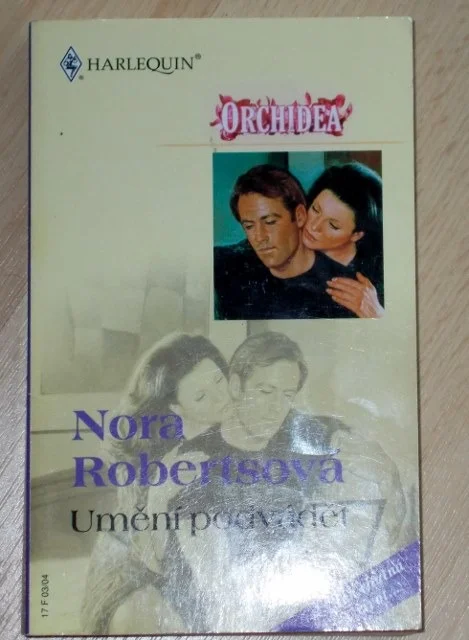 HARLEQUIN®
ORCHIDEA
Nora
Robertsová
Umění podvádět
17 F 03/04